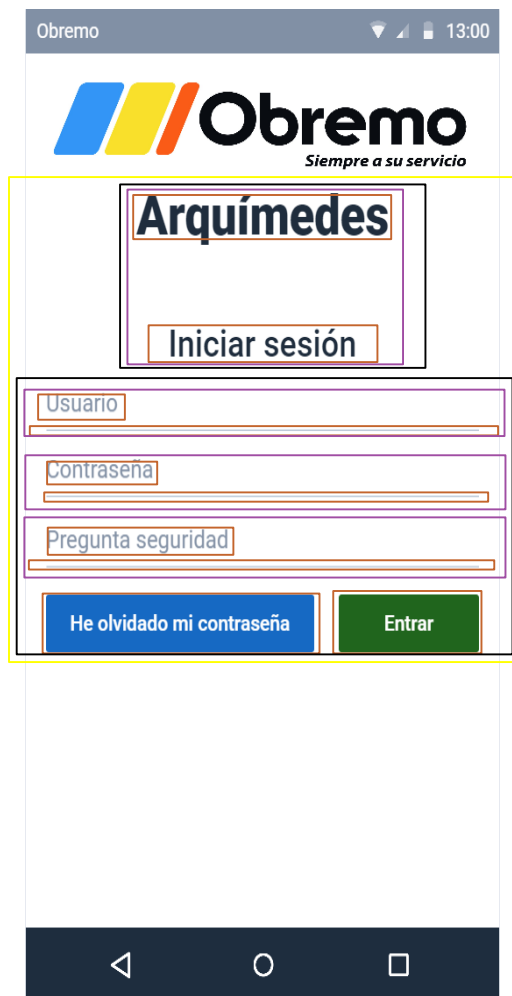 Obremo
13:00
Obremo
Siempre a su servicio
Arquímedes
Iniciar sesión
Usuario
Contraseña
Pregunta seguridad
He olvidado mi contraseña
Entrar